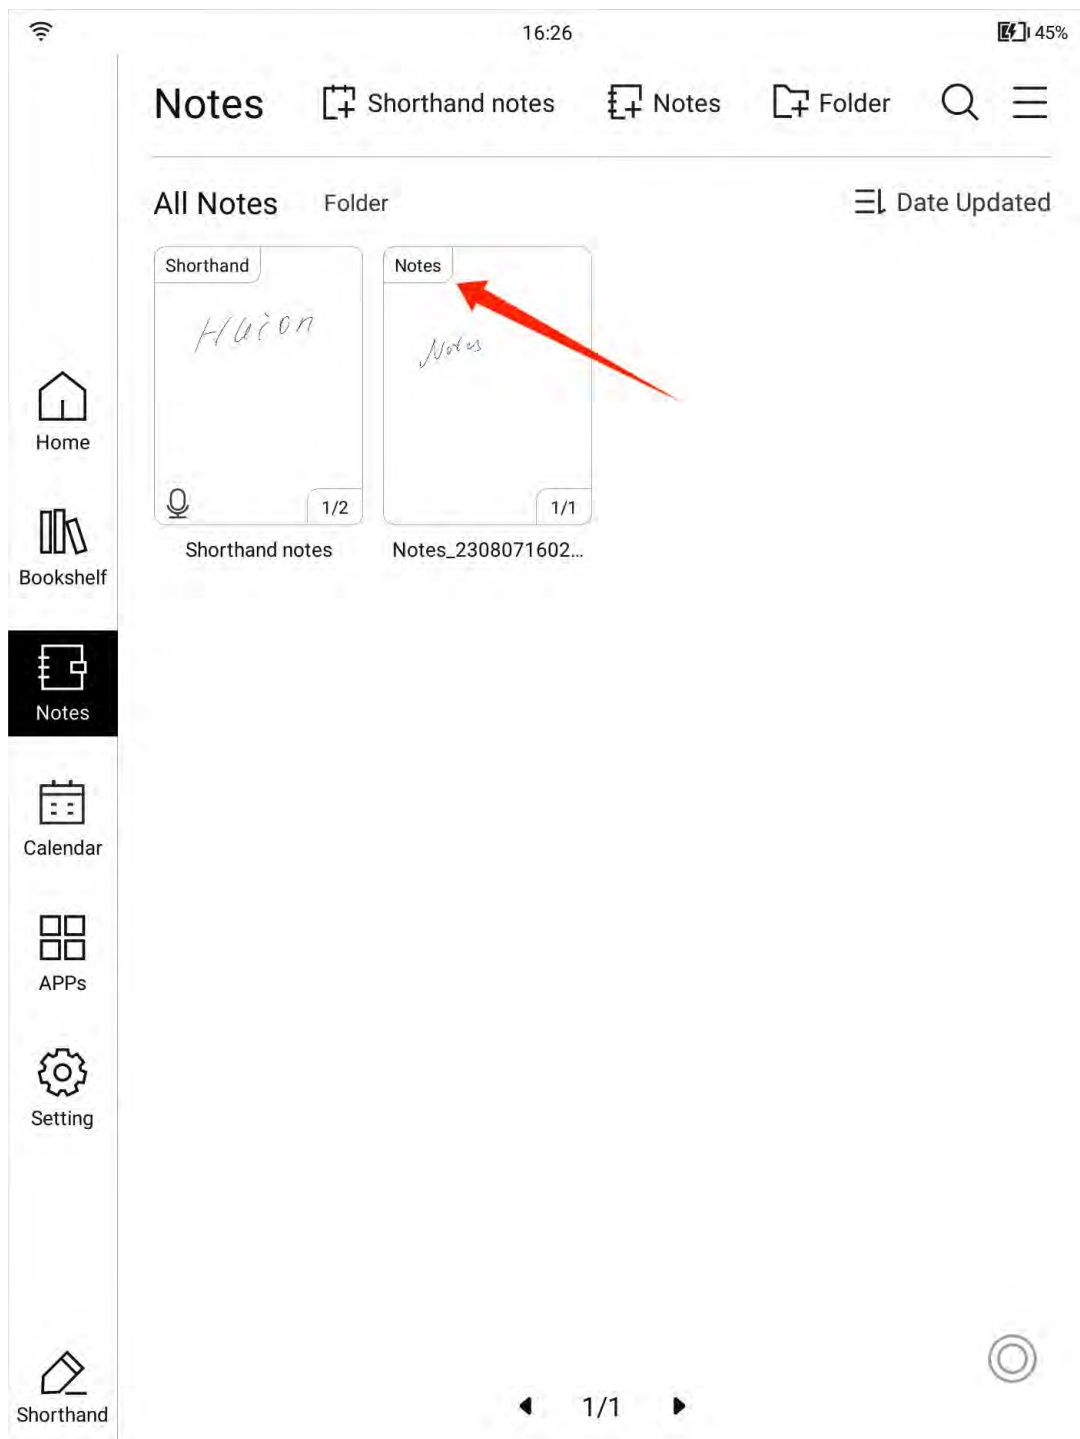 16:26
45%
Notes
Shorthand notes
Notes
Folder
All Notes
Folder
Date Updated
Shorthand
Huion
1/2
Shorthand notes
Notes
Notes
1/1
Notes_2308071602...
Home
Bookshelf
Notes
Calendar
APPs
Setting
Shorthand
1/1